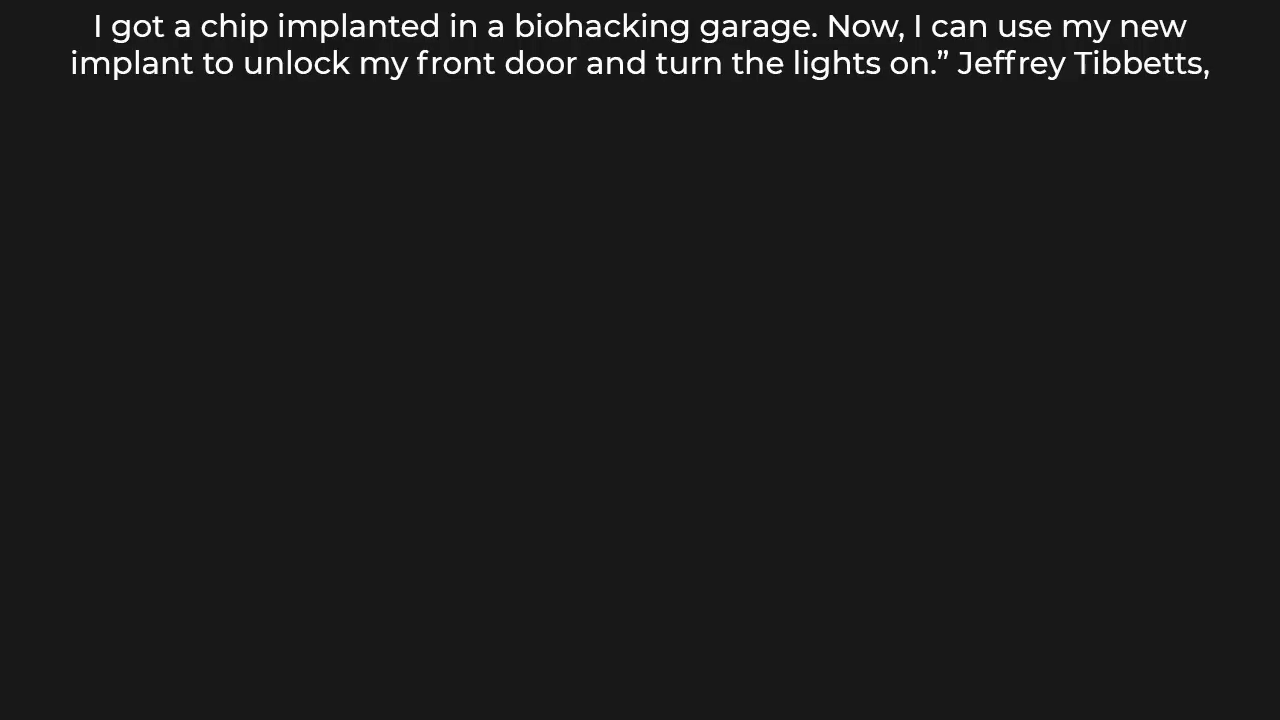 I got a chip implanted in a biohacking garage. Now, I can use my new
implant to unlock my front door and turn the lights on.” Jeffrey Tibbetts,